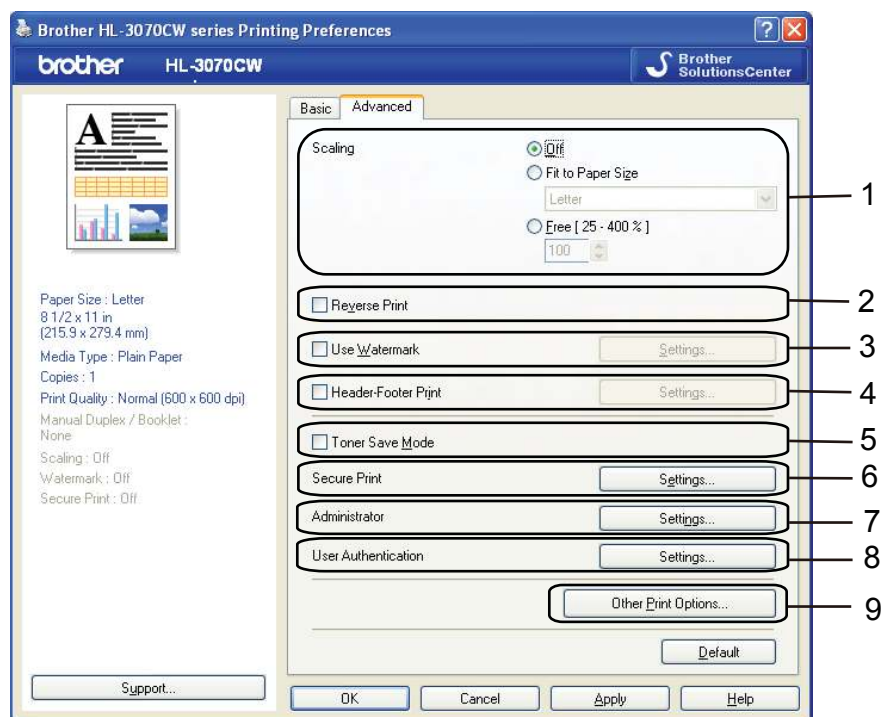 Brother HL-3070CW series Printing Preferences
brother HL-3070CW
Brother SolutionsCenter
Basic Advanced
A
Scaling
Off
Fit to Paper Size
Letter
Free [ 25 - 400 % ]
100
1
Reverse Print
2
Use Watermark Settings...
3
Header-Footer Print Settings...
4
Toner Save Mode
5
Secure Print Settings...
6
Administrator Settings...
7
User Authentication Settings...
8
Other Print Options...
9
Default
Paper Size : Letter
8 1/2 x 11 in
(215.9 x 279.4 mm)
Media Type : Plain Paper
Copies : 1
Print Quality : Normal (600 x 600 dpi)
Manual Duplex / Booklet :
None
Scaling : Off
Watermark : Off
Secure Print : Off
Support...
OK Cancel Apply Help